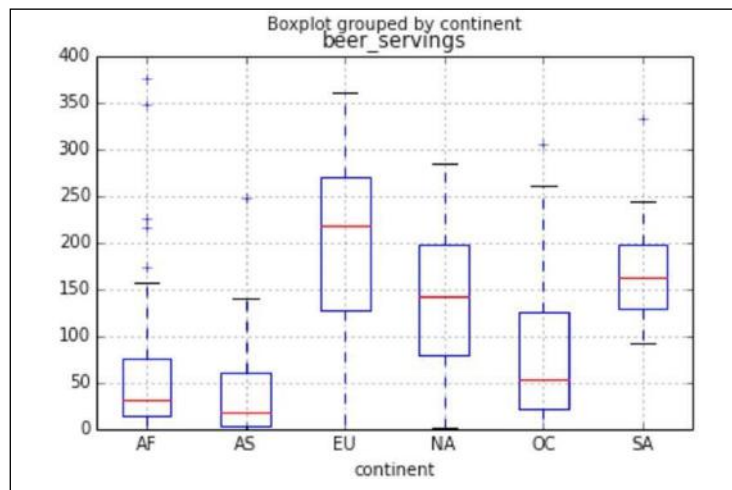 Boxplot grouped by continent
beer_servings
400
350
300
250
200
150
100
50
0
AF AS EU NA OC SA
continent